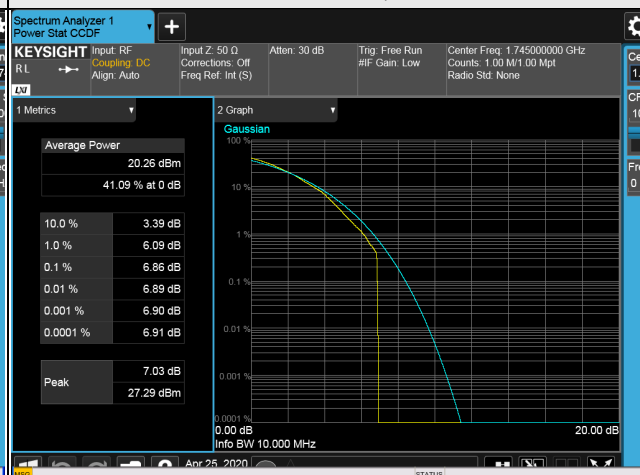 Spectrum Analyzer 1
Power Stat CCDF
+
KEYSIGHT
RL
LXI
Input: RF
Coupling: DC
Align: Auto
Input Z: 50 Ω
Corrections: Off
Freq Ref: Int (S)
Atten: 30 dB
Trig: Free Run
#IF Gain: Low
Center Freq: 1.745000000 GHz
Counts: 1.00 M/1.00 Mpt
Radio Std: None
1 Metrics
Average Power
20.26 dBm
41.09 % at 0 dB
10.0 % 3.39 dB
1.0 % 6.09 dB
0.1 % 6.86 dB
0.01 % 6.89 dB
0.001 % 6.90 dB
0.0001 % 6.91 dB
Peak
7.03 dB
27.29 dBm
2 Graph
Gaussian
100 %
10 %
1 %
0.1 %
0.01 %
0.001 %
0.0001 %
0.00 dB 20.00 dB
Info BW 10.000 MHz
Apr 25, 2020
MSG
STATUS